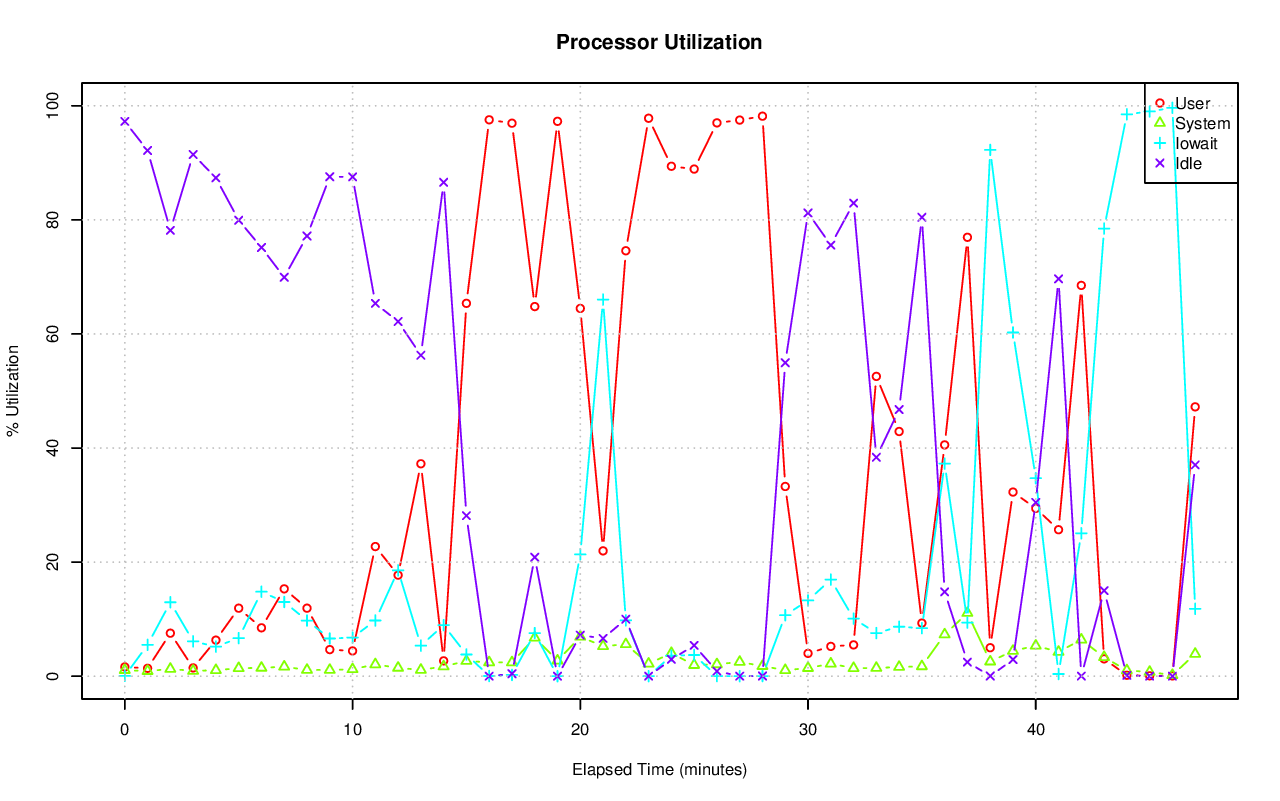 Processor Utilization
100
80
60
40
20
0
% Utilization
User
System
Iowait
Idle
0 10 20 30 40
Elapsed Time (minutes)